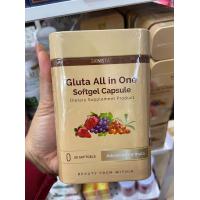 Gluta All in One
Softgel Capsule
Dietary Supplement Product
30 SOFTGELS
BEAUTY FROM WITHIN